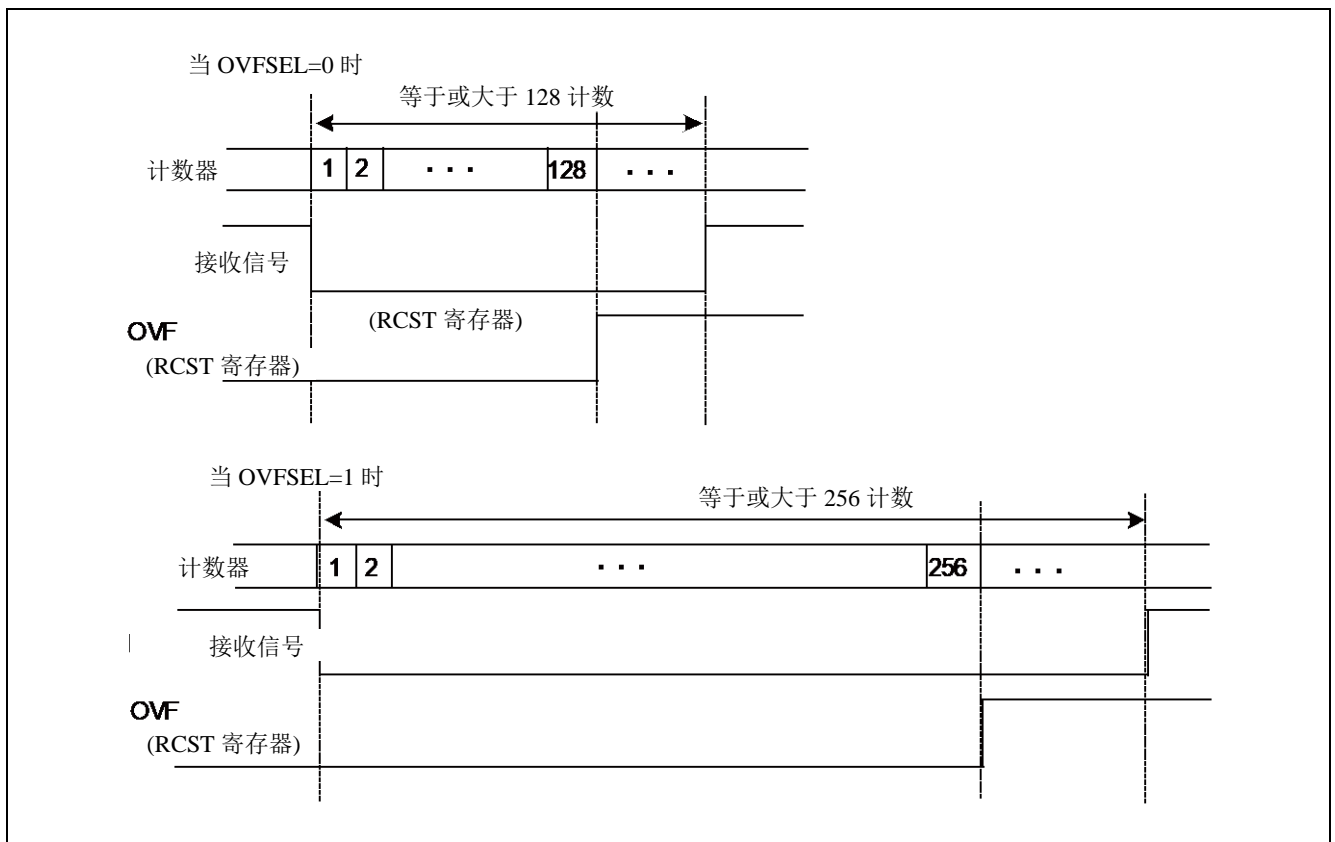 当 OVFSEL=0 时
等于或大于 128 计数
计数器 1 2 ··· 128 ···
接收信号
(RCST 寄存器)
OVF
(RCST 寄存器)
当 OVFSEL=1 时
等于或大于 256 计数
计数器 1 2 ··· 256 ···
接收信号
OVF
(RCST 寄存器)